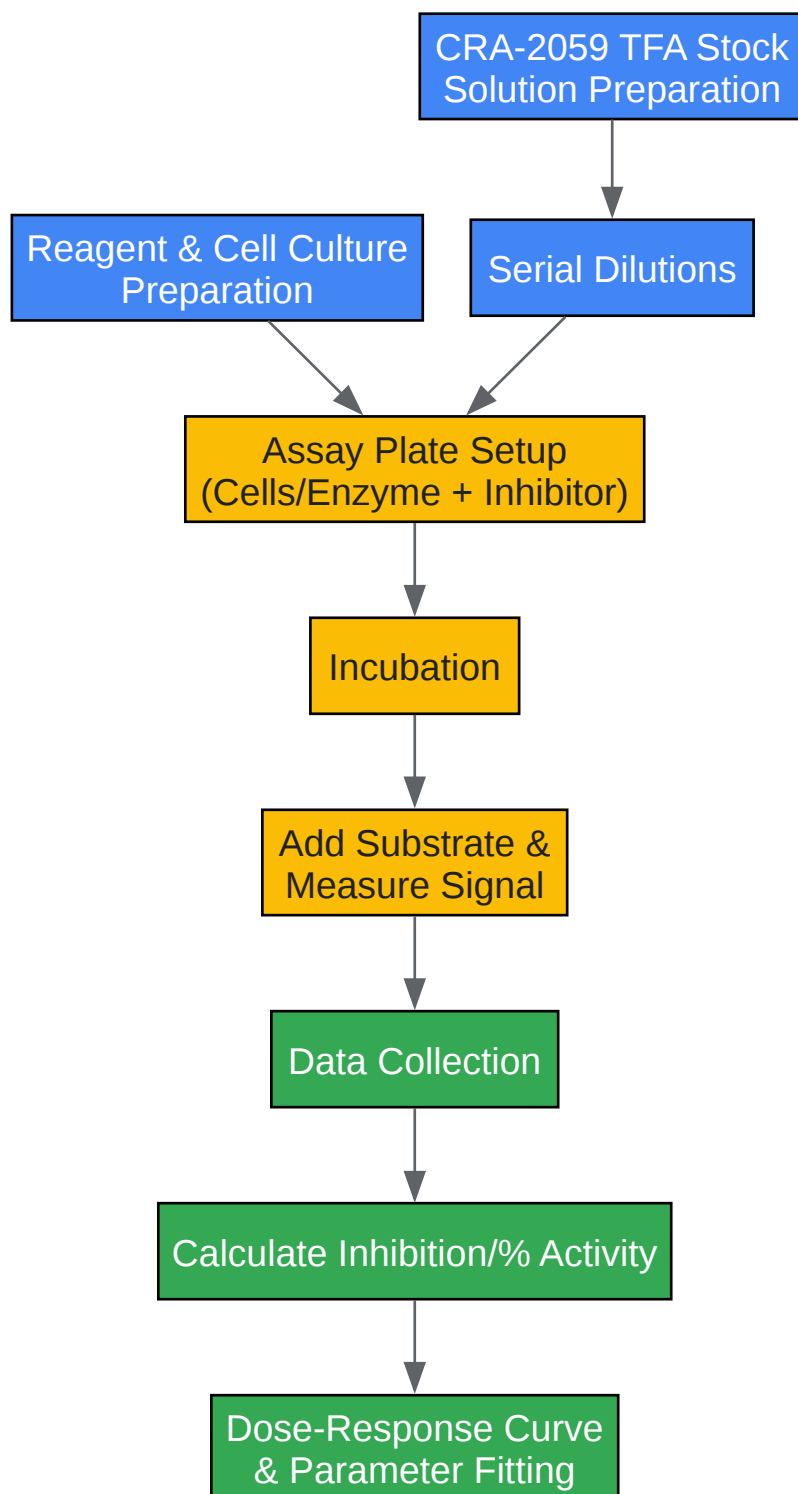 CRA-2059 TFA Stock
Solution Preparation
Reagent & Cell Culture
Preparation
Serial Dilutions
Assay Plate Setup
(Cells/Enzyme + Inhibitor)
Incubation
Add Substrate &
Measure Signal
Data Collection
Calculate Inhibition/% Activity
Dose-Response Curve
& Parameter Fitting